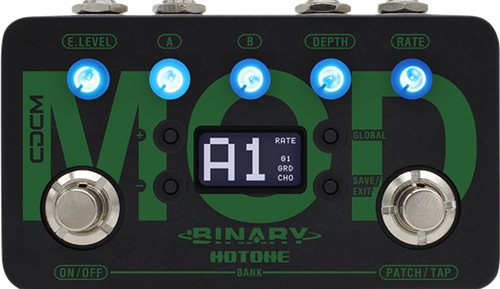 E.LEVEL A B DEPTH RATE
MOD
CDCM
+ GLOBAL
A1 RATE
01
GRD
CHO
- SAVE/
EXIT
BINARY
HOTONE
ON/OFF BANK PATCH/TAP